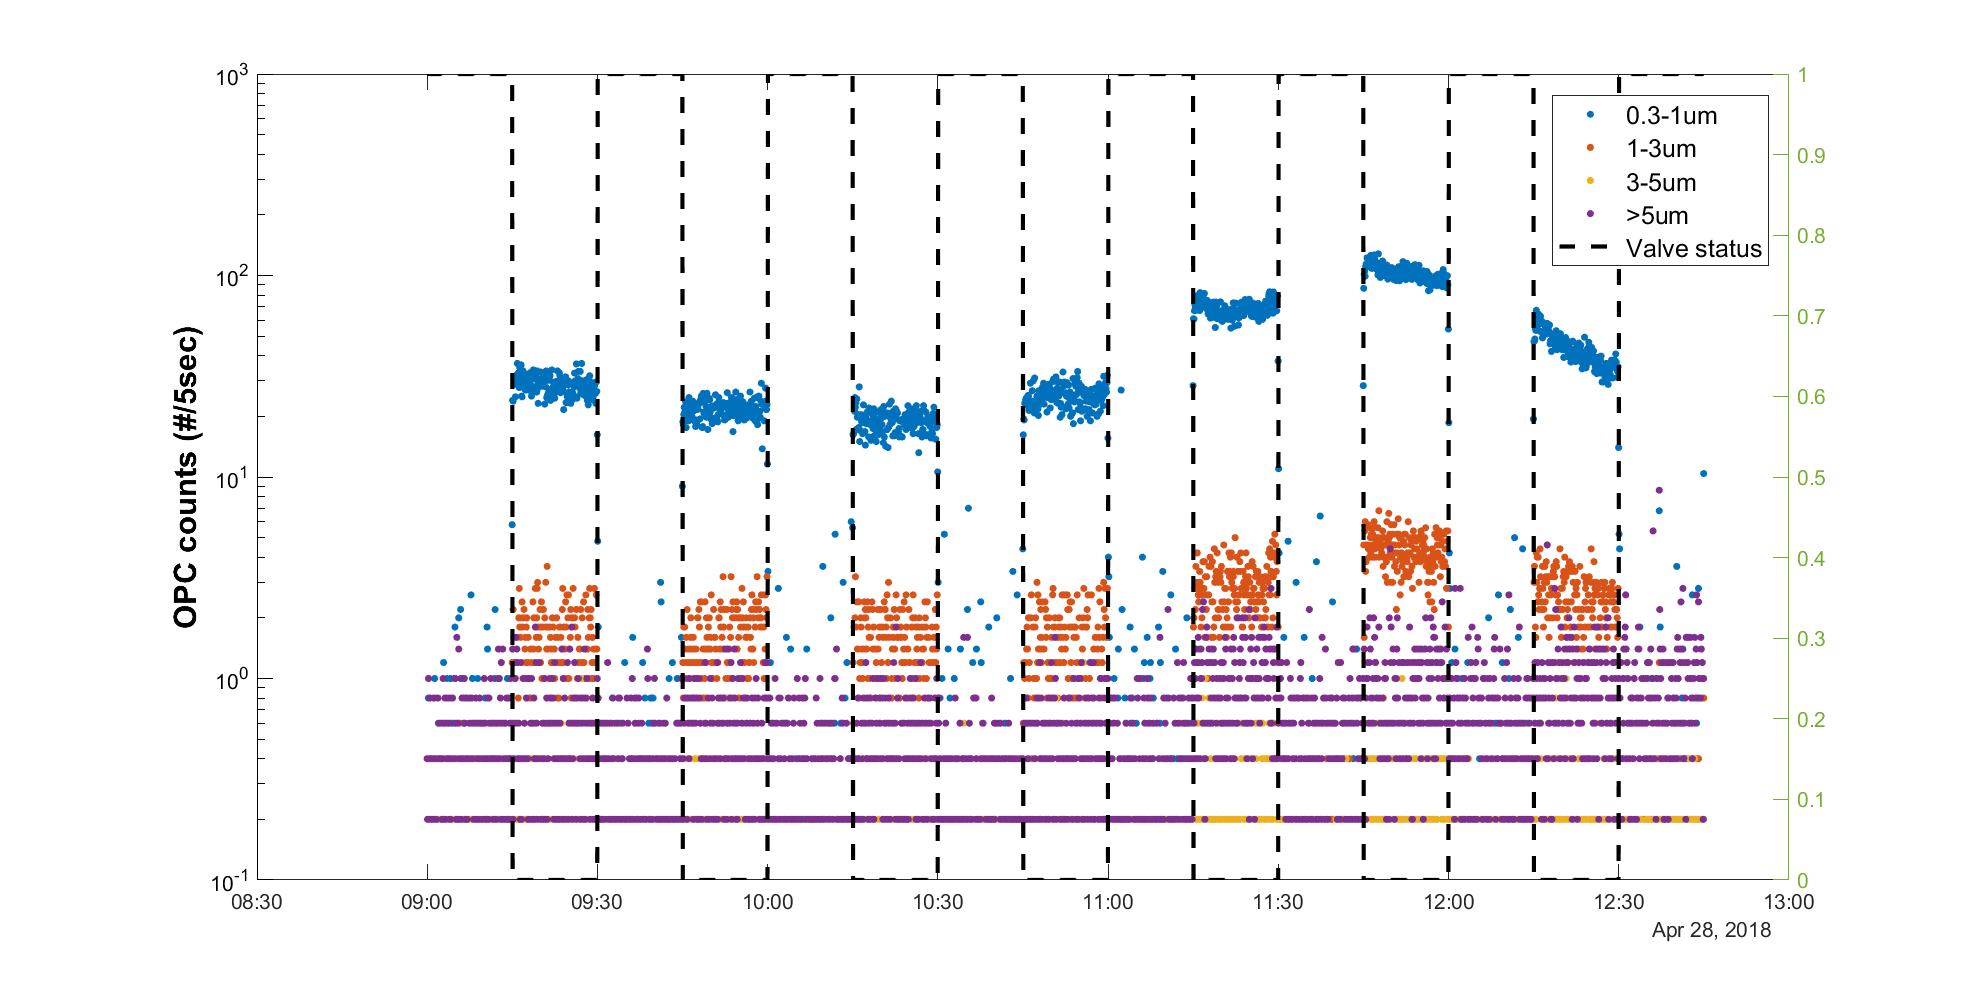 10^3
10^2
10^1
10^0
10^-1
OPC counts (#/5sec)
0.3-1um
1-3um
3-5um
>5um
Valve status
1
0.9
0.8
0.7
0.6
0.5
0.4
0.3
0.2
0.1
0
08:30 09:00 09:30 10:00 10:30 11:00 11:30 12:00 12:30 13:00
Apr 28, 2018